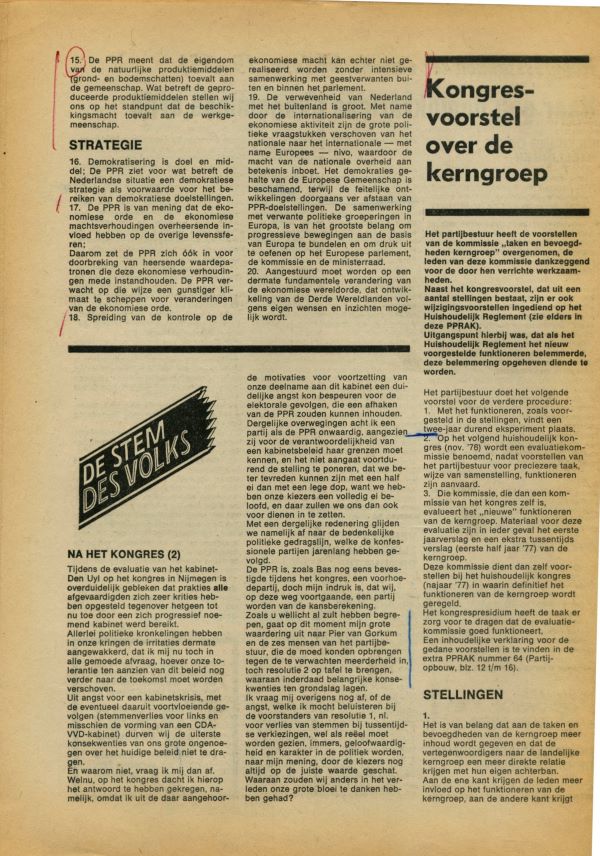 15. De PPR meent dat de eigendom
van de natuurlijke produktiemiddelen
(grond- en bodemschatten) toevalt aan
de gemeenschap. Wat betreft de gepro-
duceerde produktiemiddelen stellen wij
ons op het standpunt dat de beschik-
kingsmacht toevalt aan de werkge-
meenschap.
STRATEGIE
16. Demokratisering is doel en mid-
del; De PPR ziet voor wat betreft de
Nederlandse situatie een demokratiese
strategie als voorwaarde voor het be-
reiken van demokratiese doelstellingen.
17. De PPR is van mening dat de eko-
nomiese orde en de ekonomiese
machtsverhoudingen overheersende in-
vloed hebben op de overige levenssfe-
ren;
Daarom zet de PPR zich óók in voor
doorbreking van heersende waardepa-
tronen die deze ekonomiese verhoudin-
gen mede instandhouden. De PPR ver-
wacht op die wijze een gunstiger kli-
maat te scheppen voor veranderingen
van de ekonomiese orde.
18. Spreiding van de kontrole op de
ekonomiese macht kan echter niet ge-
realiseerd worden zonder intensieve
samenwerking met geestverwanten bui-
ten en binnen het parlement.
19. De verwevenheid van Nederland
met het buitenland is groot. Met name
door de internationalisering van de
ekonomiese aktiviteit zijn de grote poli-
tieke vraagstukken verschoven van het
nationale naar het internationale — met
name Europees — nivo, waardoor de
macht van de nationale overheid aan
betekenis inboet. Het demokraties ge-
halte van de Europese Gemeenschap is
beschamend, terwijl de feitelijke ont-
wikkelingen doorgaans ver afstaan van
PPR-doelstellingen. De samenwerking
met verwante politieke groeperingen in
Europa, is van het grootste belang om
progressieve bewegingen aan de basis
van Europa te bundelen en om druk uit
te oefenen op het Europese parlement,
de kommissie en de ministerraad.
20. Aangestuurd moet worden op een
dermate fundamentele verandering van
de ekonomiese wereldorde, dat ontwik-
keling van de Derde Wereldlanden vol-
gens eigen wensen en inzichten moge-
lijk wordt.
DE STEM
DES VOLKS
NA HET KONGRES (2)
Tijdens de evaluatie van het kabinet-
Den Uyl op het kongres in Nijmegen is
overduidelijk gebleken dat prakties alle
afgevaardigden zich zeer krities heb-
ben opgesteld tegenover hetgeen tot
nu toe door een zich progressief noe-
mend kabinet werd bereikt.
Allerlei politieke kronkelingen hebben
in onze kringen de irritaties dermate
aangewakkerd, dat ik mij nu toch in
alle gemoede afvraag, hoever onze to-
lerantie ten aanzien van dit beleid nog
verder naar de toekomst moet worden
verschoven.
Uit angst voor een kabinetskrisis, met
de eventueel daaruit voortvloeiende ge-
volgen (stemmenverlies voor links en
misschien de vorming van een CDA-
VVD-kabinet) durven wij de uiterste
konsekwenties van ons grote ongenoe-
gen over het huidige beleid niet te dra-
gen.
En waarom niet, vraag ik mij dan af.
Welnu, op het kongres dacht ik hierop
het antwoord te hebben gekregen, na-
melijk, omdat ik uit de daar aangehoor-
de motivaties voor voortzetting van
onze deelname aan dit kabinet een dui-
delijke angst kon bespeuren voor de
elektorale gevolgen, die een afhaken
van de PPR zouden kunnen inhouden.
Dergelijke overwegingen acht ik een
partij als de PPR onwaardig, aangezien
zij voor de verantwoordelijkheid van
een kabinetsbeleid haar grenzen moet
kennen, en het niet aangaat voortdu-
rend de stelling te poneren, dat we be-
ter tevreden kunnen zijn met een half
ei dan met een lege dop, want we heb-
ben onze kiezers een volledig ei be-
loofd, en daar zullen we ons dan ook
voor dienen in te zetten.
Met een dergelijke redenering glijden
we namelijk af naar de bedenkelijke
politieke gedragslijn, welke de konfes-
sionele partijen jarenlang hebben ge-
volgd.
De PPR is, zoals Bas nog eens beves-
tigde tijdens het kongres, een voorhoe-
departij, doch mijn indruk is, dat wij,
op deze weg voortgaande, een partij
worden van de kansberekening.
Zoals u wellicht al zult hebben begre-
pen, gaat op dit moment mijn grote
waardering uit naar Pier van Gorkum
en de zes mensen van het partijbe-
stuur, die de moed konden opbrengen
tegen de te verwachten meerderheid in,
toch resolutie 2 op tafel te brengen,
waaraan inderdaad belangrijke konse-
kwenties ten grondslag lagen.
Ik vraag mij overigens nog af, of de
angst, welke ik mocht beluisteren bij
de voorstanders van resolutie 1, nl.
voor verlies van stemmen bij tussentijd-
se verkiezingen, wel als reëel moet
worden gezien, immers, geloofwaardig-
heid en karakter in de politiek worden,
naar mijn mening, door de kiezers nog
altijd op de juiste waarde geschat.
Waaraan zouden wij anders in het ver-
leden onze grote bloei te danken heb-
ben gehad?
Kongres-
voorstel
over de
kerngroep
Het partijbestuur heeft de voorstellen
van de kommissie „taken en bevoegd-
heden kerngroep” overgenomen, de
leden van deze kommissie dankzeggend
voor de door hen verrichte werkzaam-
heden.
Naast het kongresvoorstel, dat uit een
aantal stellingen bestaat, zijn er ook
wijzigingsvoorstellen ingediend op het
Huishoudelijk Reglement (zie elders in
deze PPRAK).
Uitgangspunt hierbij was, dat als het
Huishoudelijk Reglement het nieuw
voorgestelde funktioneren belemmerde,
deze belemmering opgeheven diende te
worden.
Het partijbestuur doet het volgende
voorstel voor de verdere procedure:
1. Met het funktioneren, zoals voor-
gesteld in de stellingen, vindt een
twee-jaar durend eksperiment plaats.
2. Op het volgend huishoudelijk kon-
gres (nov. '76) wordt een evaluatiekom-
missie benoemd, nadat voorstellen van
het partijbestuur voor preciezere taak,
wijze van samenstelling, funktioneren
zijn aanvaard.
3. Die kommissie, die dan een kom-
missie van het kongres zelf is,
evalueert het „nieuwe” funktioneren
van de kerngroep. Materiaal voor deze
evaluatie zijn in ieder geval het eerste
jaarverslag en een ekstra tussentijds
verslag (eerste half jaar '77) van de
kerngroep.
Deze kommissie dient dan zelf voor-
stellen bij het huishoudelijk kongres
(najaar '77) in waarin definitief het
funktioneren van de kerngroep wordt
geregeld.
Het kongrespresidium heeft de taak er
zorg voor te dragen dat de evaluatie-
kommissie goed funktioneert.
Een inhoudelijke verklaring voor de
gedane voorstellen is te vinden in de
extra PPRAK nummer 64 (Partij-
opbouw, blz. 12 t/m 16).
STELLINGEN
1.
Het is van belang dat aan de taken en
bevoegdheden van de kerngroep meer
inhoud wordt gegeven en dat de
vertegenwoordigers naar de landelijke
kerngroep een meer direkte relatie
krijgen met hun eigen achterban.
Aan de ene kant krijgen de leden meer
invloed op het funktioneren van de
kerngroep, aan de andere kant krijgt